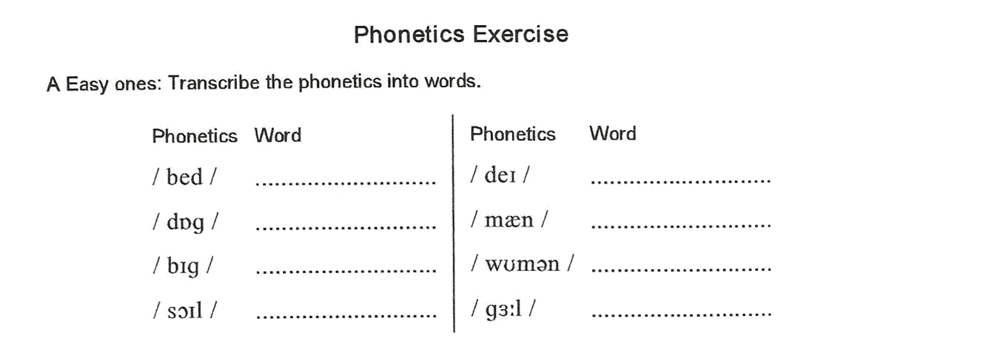 Phonetics Exercise
A Easy ones: Transcribe the phonetics into words.
Phonetics Word
/ bed / ............................
/ dɒg / ............................
/ bɪg / ............................
/ sɔɪl / ............................
Phonetics Word
/ deɪ / ............................
/ mæn / ............................
/ wʊmən / ............................
/ gɜːl / ............................